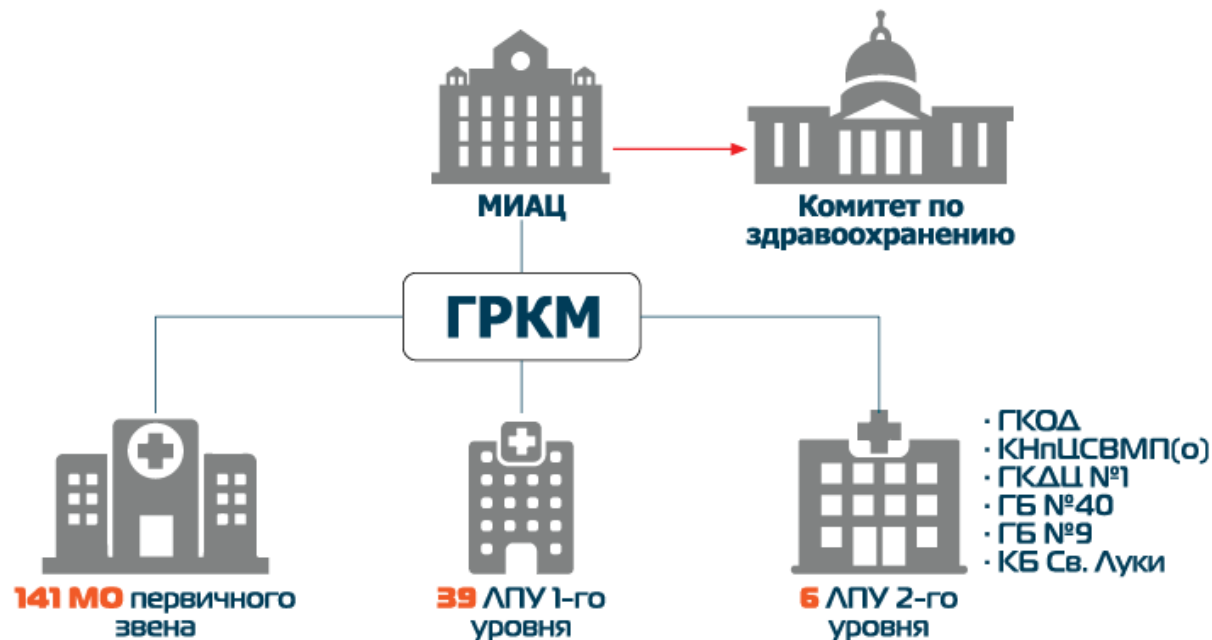 МИАЦ
Комитет по
здравоохранению
ГРКМ
141 МО первичного
звена
39 ЛПУ 1-го
уровня
6 ЛПУ 2-го
уровня
· ГКОД
· КНпЦСВМП(о)
· ГКДЦ №1
· ГБ №40
· ГБ №9
· КБ Св. Луки